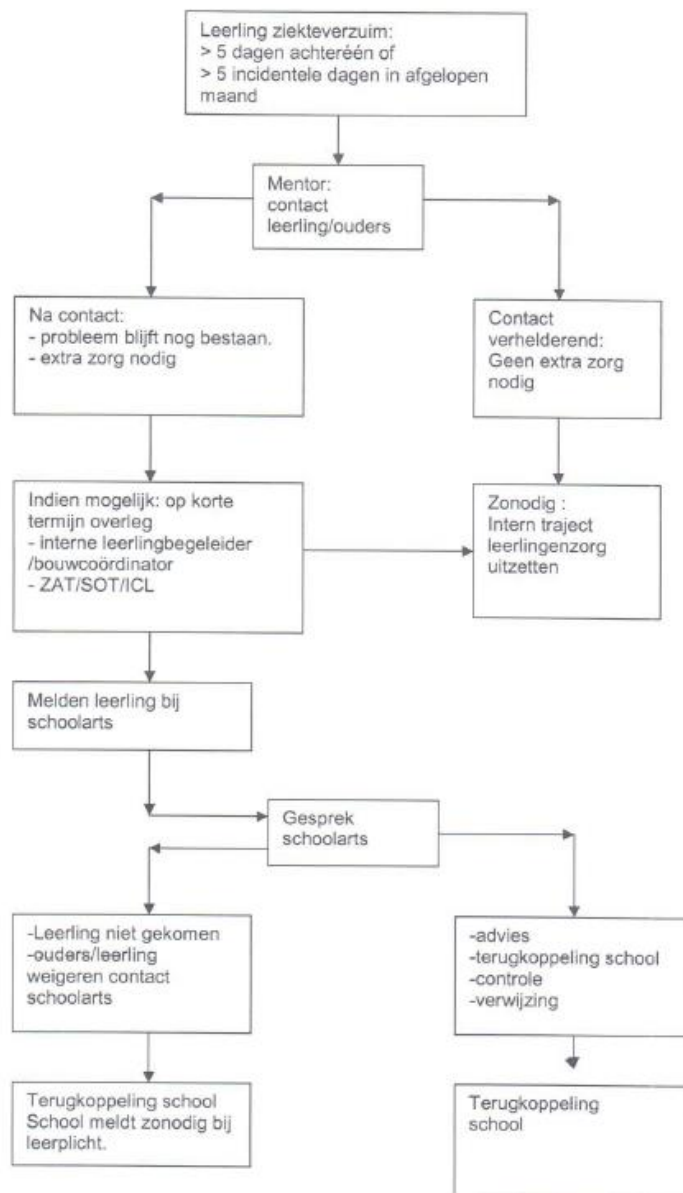 Leerling ziekteverzuim:
> 5 dagen achteréén of
> 5 incidentele dagen in afgelopen
maand
Mentor:
contact
leerling/ouders
Na contact:
- probleem blijft nog bestaan.
- extra zorg nodig
Contact
verhelderend:
Geen extra zorg
nodig
Indien mogelijk: op korte
termijn overleg
- interne leerlingbegeleider
/bouwcoördinator
- ZAT/SOT/ICL
Zonodig :
Intern traject
leerlingenzorg
uitzetten
Melden leerling bij
schoolarts
Gesprek
schoolarts
-Leerling niet gekomen
-ouders/leerling
weigeren contact
schoolarts
-advies
-terugkoppeling school
-controle
-verwijzing
Terugkoppeling school
School meldt zonodig bij
leerplicht.
Terugkoppeling
school